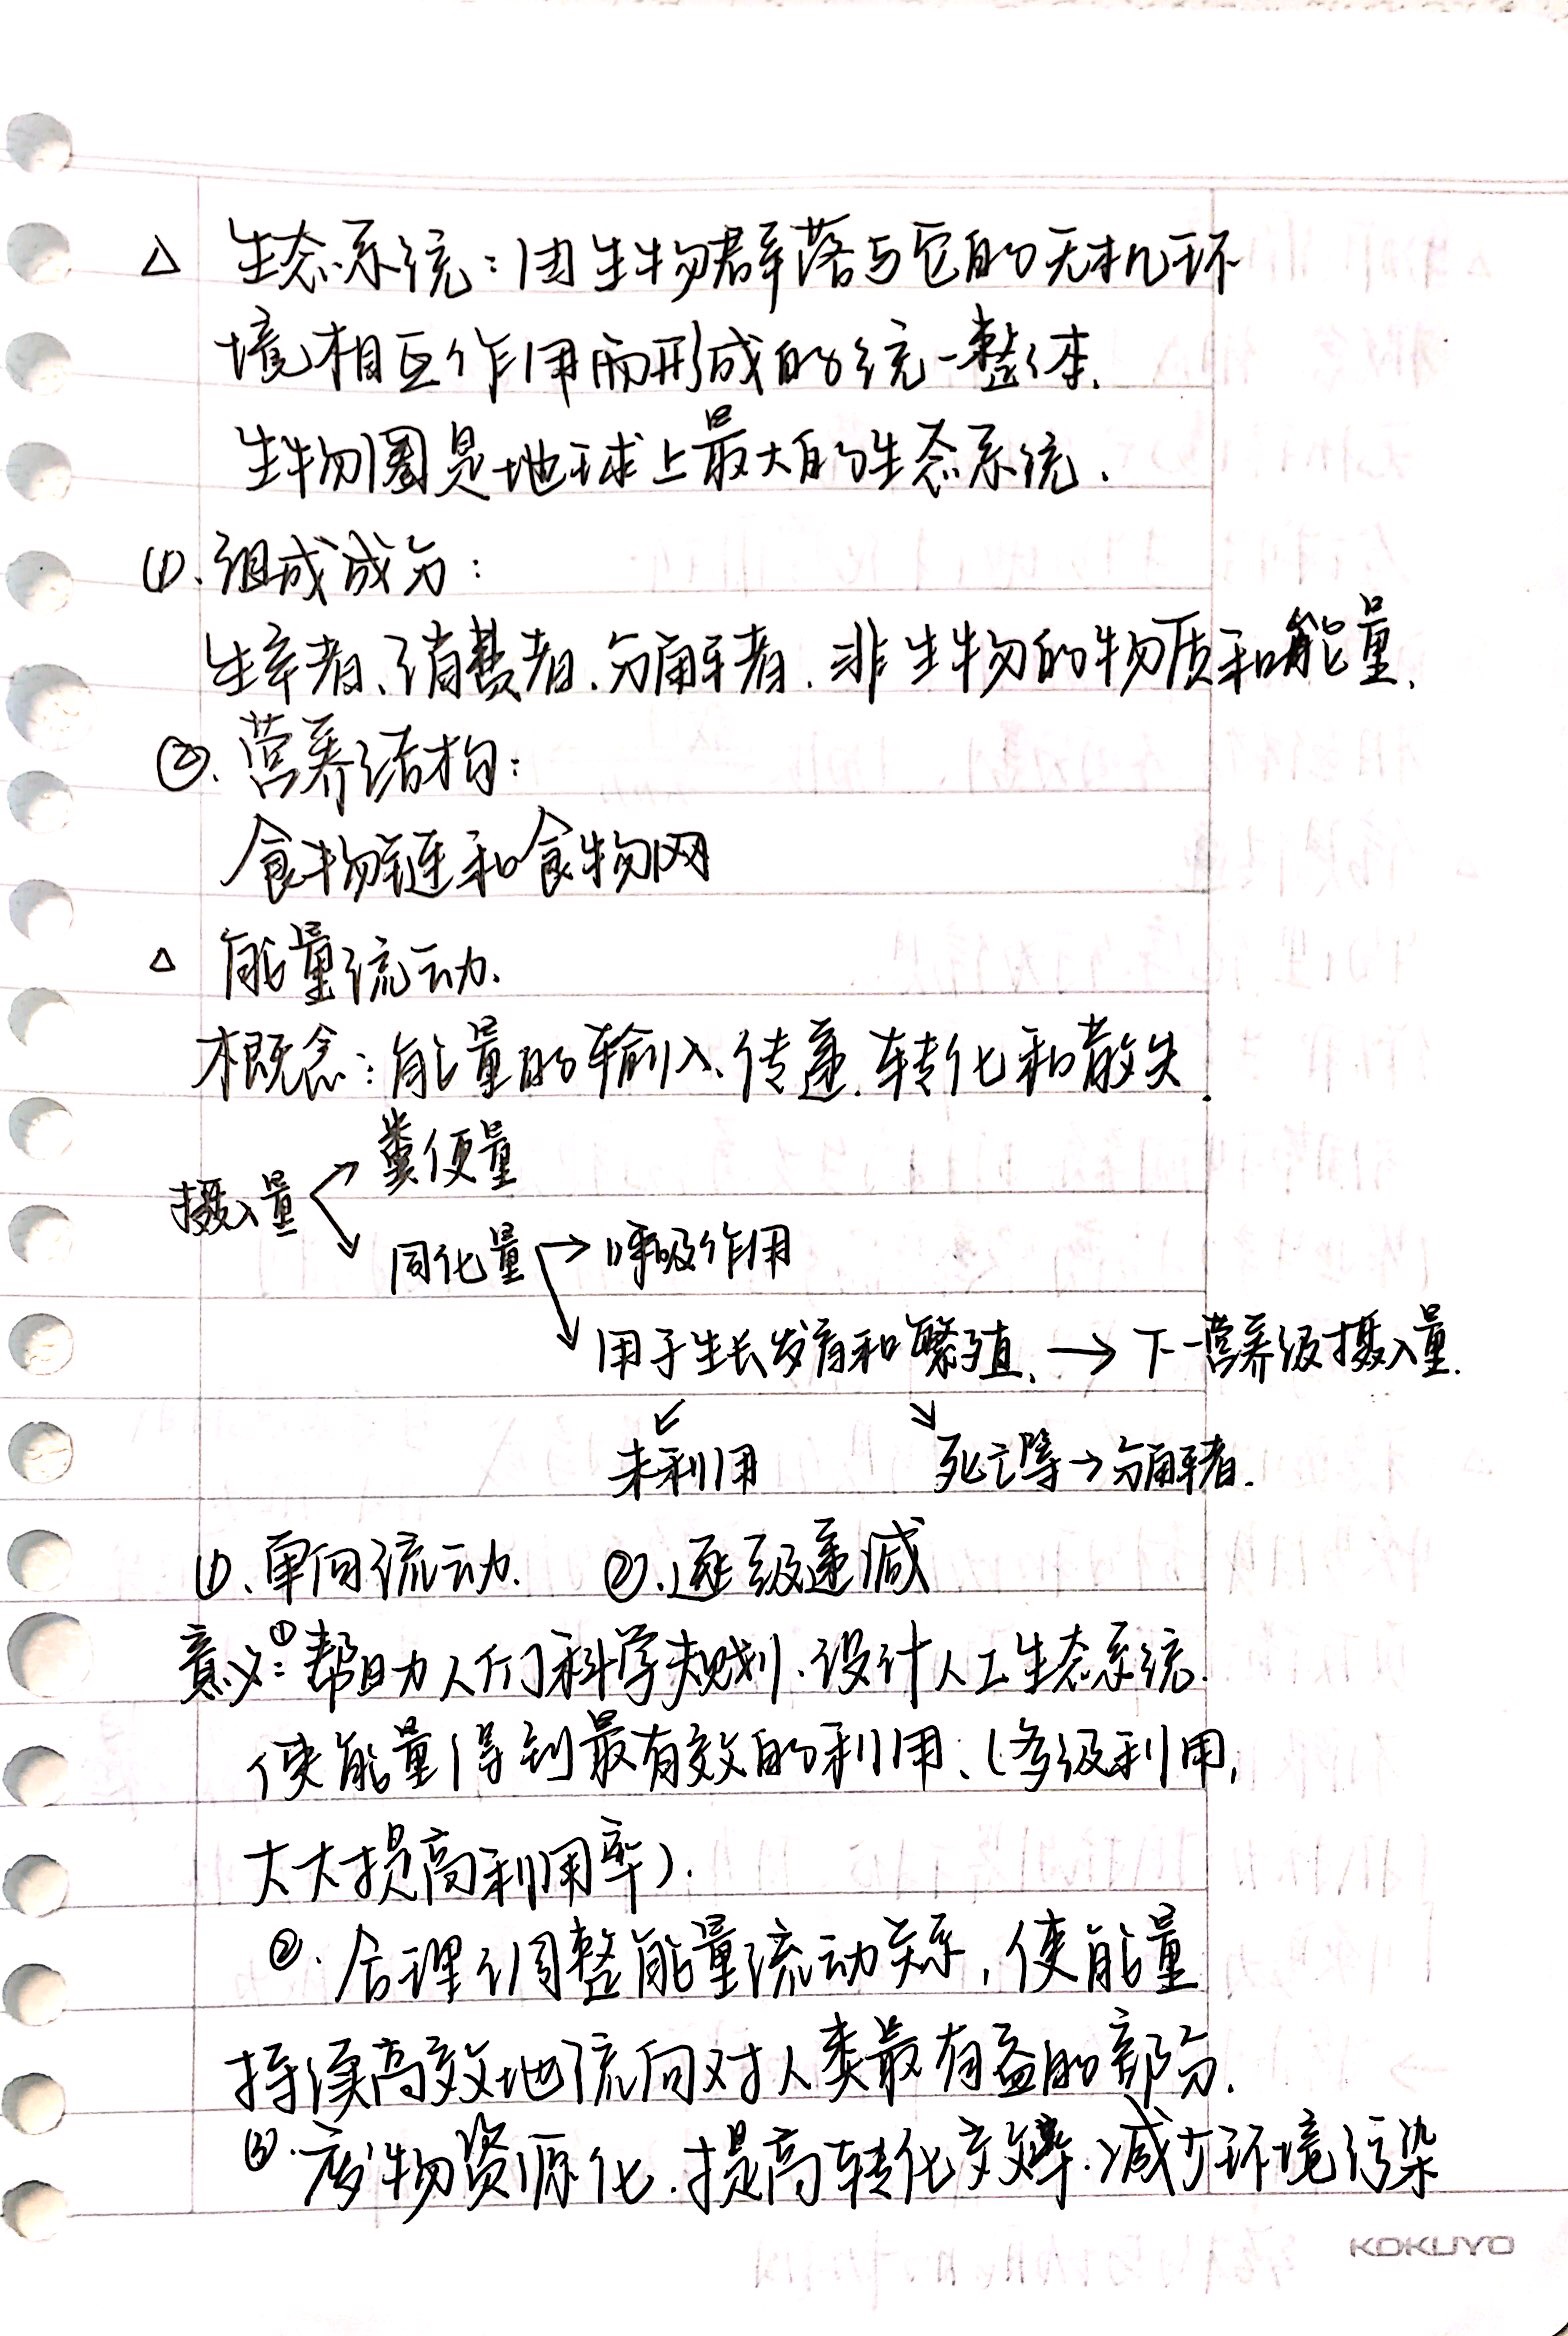 △ 生态系统：由生物群落与它的无机环
境相互作用而形成的统一整体.
生物圈是地球上最大的生态系统.
①、组成成分：
生产者、消费者、分解者、非生物的物质和能量.
②、营养结构：
食物链和食物网
△ 能量流动.
概念：能量的输入、传递、转化和散失.
粪便量
摄入量
同化量 → 呼吸作用
用于生长发育和繁殖. → 下一营养级摄入量.
未利用 死亡等 → 分解者.
①、单向流动. ②、逐级递减
意义：①帮助人们科学规划、设计人工生态系统.
使能量得到最有效的利用、(多级利用,
大大提高利用率).
②. 合理调整能量流动关系, 使能量
持续高效地流向对人类最有益的部分.
③. 废物资源化. 提高转化效率. 减少环境污染
KOKUYO